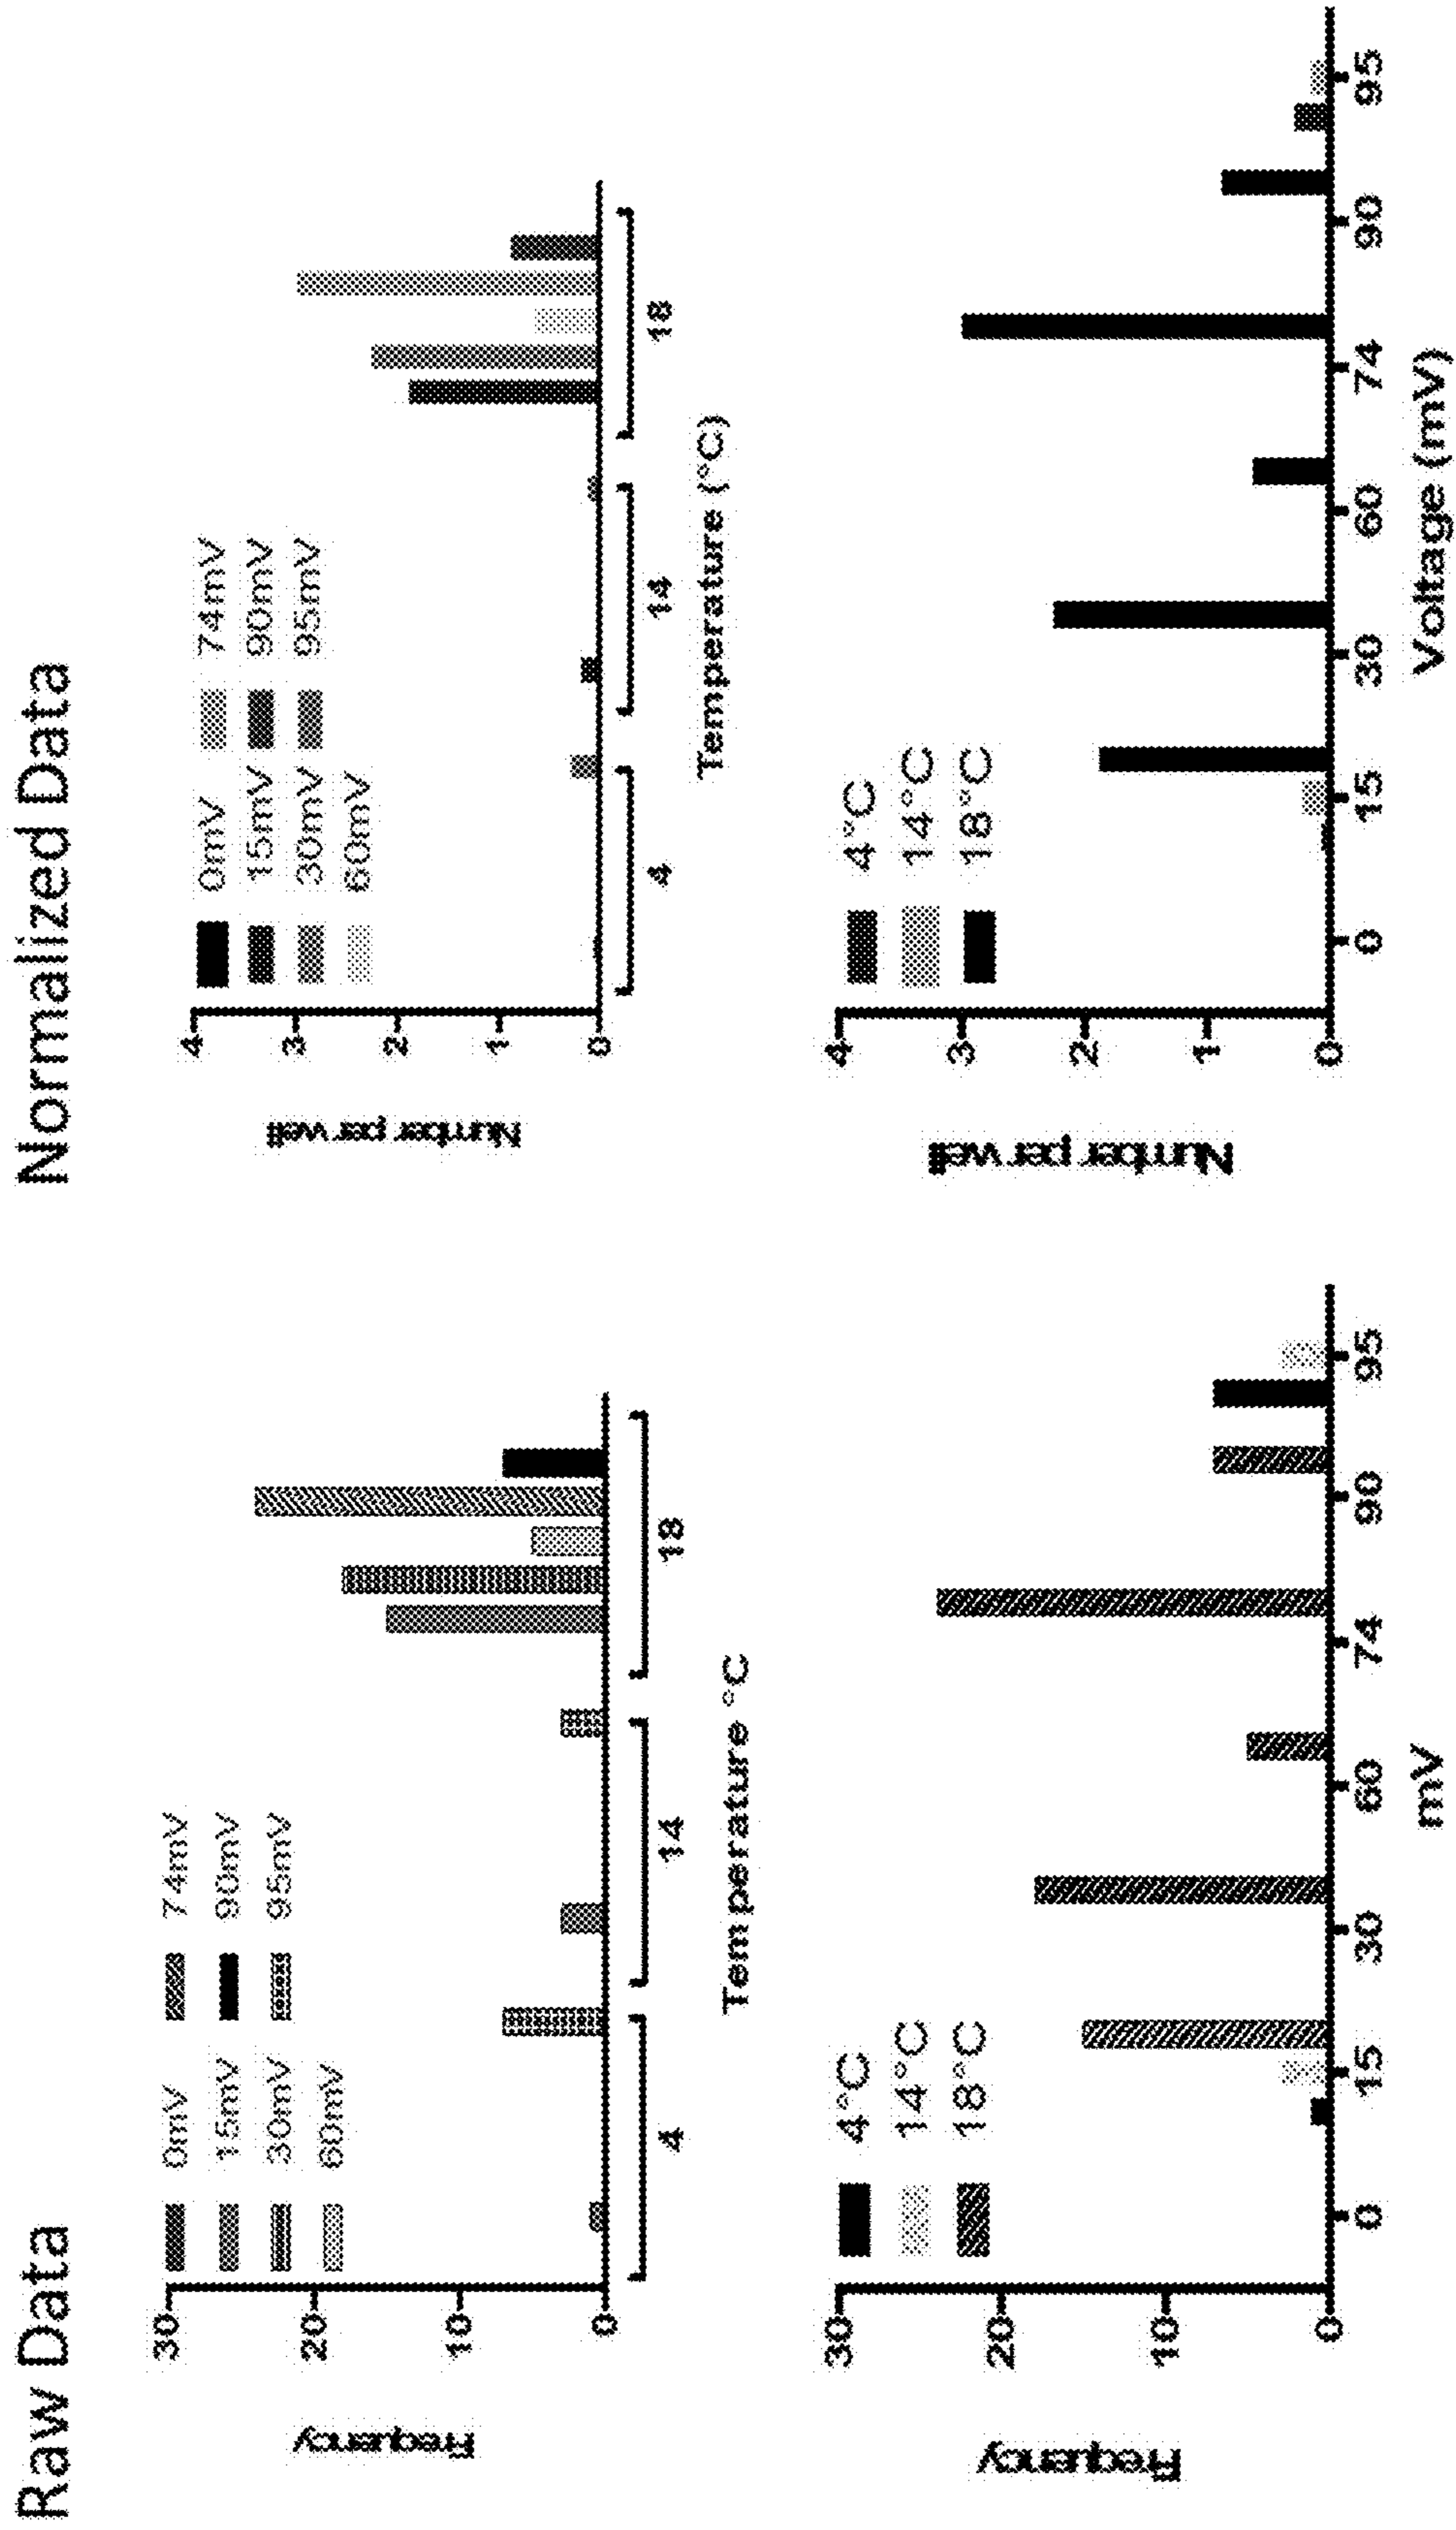 Raw Data
Frequency
30
20
10
0
0mV
15mV
30mV
60mV
74mV
90mV
95mV
4
14
18
Temperature °C
Frequency
30
20
10
0
4°C
14°C
18°C
0
15
30
60
74
90
95
mV
Normalized Data
Number per well
4
3
2
1
0
0mV
15mV
30mV
60mV
74mV
90mV
95mV
4
14
18
Temperature (°C)
Number per well
4
3
2
1
0
4°C
14°C
18°C
0
15
30
60
74
90
95
Voltage (mV)